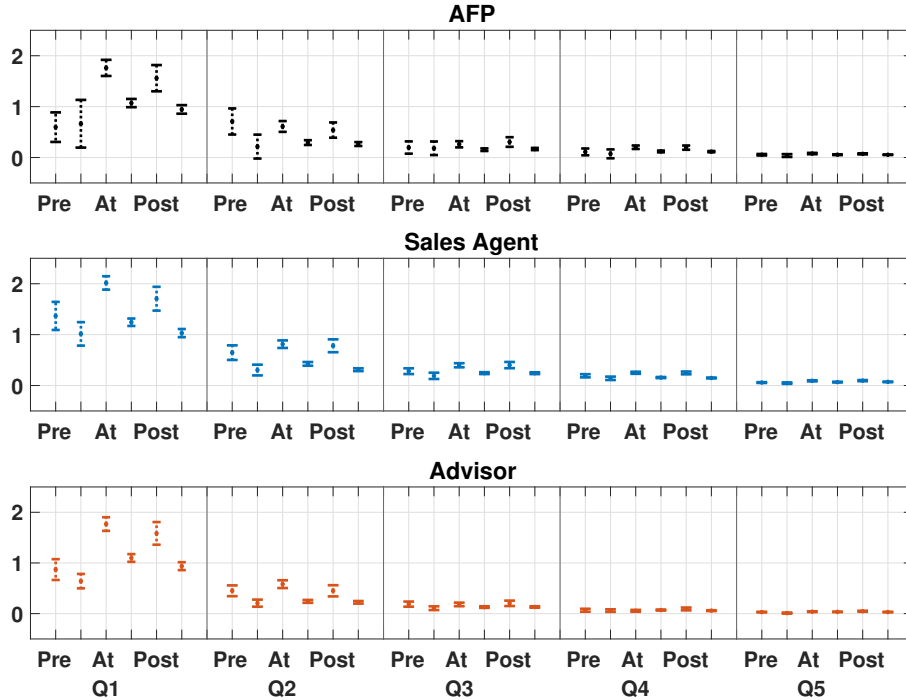 AFP
2
1
0
Pre At Post Pre At Post Pre At Post Pre At Post Pre At Post
Sales Agent
2
1
0
Pre At Post Pre At Post Pre At Post Pre At Post Pre At Post
Advisor
2
1
0
Pre At Post Pre At Post Pre At Post Pre At Post Pre At Post
Q1 Q2 Q3 Q4 Q5